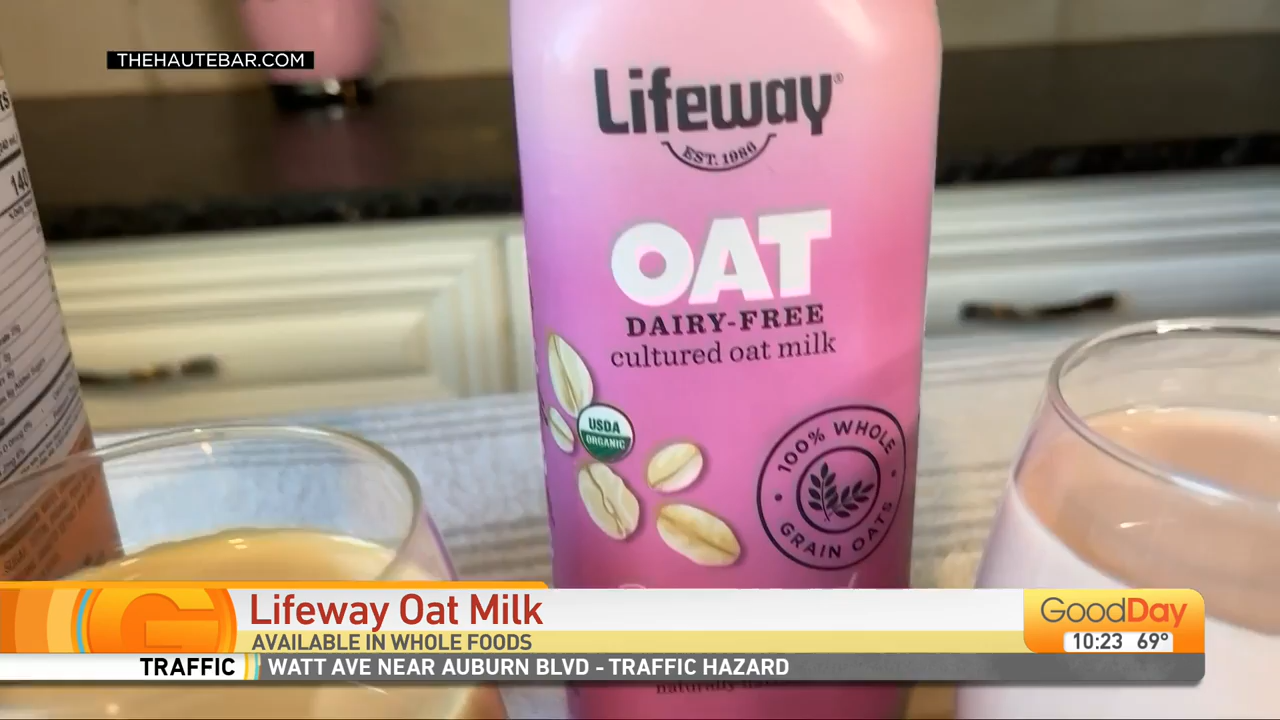 THEHAUTEBAR.COM
Lifeway®
EST. 1986
OAT
DAIRY-FREE
cultured oat milk
USDA
ORGANIC
100% WHOLE
GRAIN OATS
140
Lifeway Oat Milk
AVAILABLE IN WHOLE FOODS
GoodDay
10:23 69°
TRAFFIC
WATT AVE NEAR AUBURN BLVD - TRAFFIC HAZARD